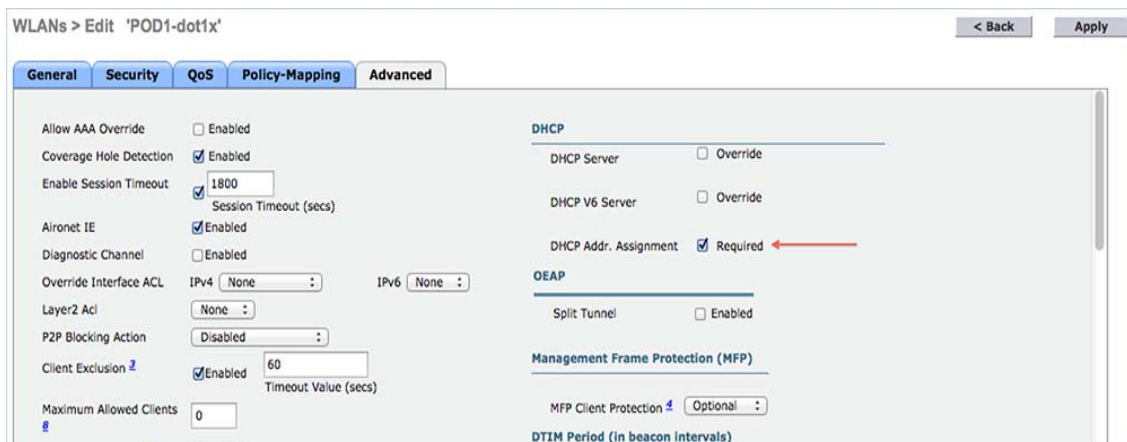 WLANs > Edit 'POD1-dot1x'
< Back
Apply
General
Security
QoS
Policy-Mapping
Advanced
Allow AAA Override
Enabled
Coverage Hole Detection
Enabled
Enable Session Timeout
1800
Session Timeout (secs)
Aironet IE
Enabled
Diagnostic Channel
Enabled
Override Interface ACL
IPv4
None
IPv6
None
Layer2 Acl
None
P2P Blocking Action
Disabled
Client Exclusion 3
Enabled
60
Timeout Value (secs)
Maximum Allowed Clients
8
0
DHCP
DHCP Server
Override
DHCP V6 Server
Override
DHCP Addr. Assignment
Required
OEAP
Split Tunnel
Enabled
Management Frame Protection (MFP)
MFP Client Protection 4
Optional
DTIM Period (in beacon intervals)